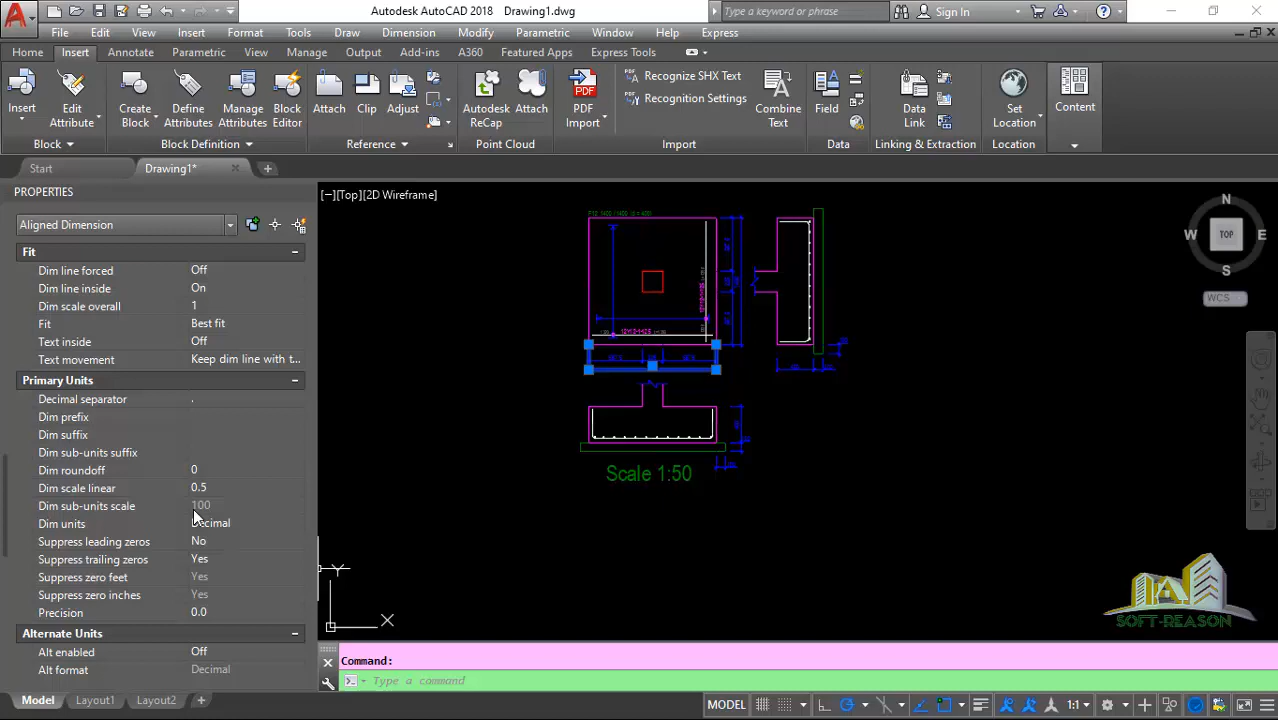 Autodesk AutoCAD 2018 Drawing1.dwg
Type a keyword or phrase
Sign In
File Edit View Insert Format Tools Draw Dimension Modify Parametric Window Help Express
Home Insert Annotate Parametric View Manage Output Add-ins A360 Featured Apps Express Tools
Insert Edit Attribute Create Block Define Attributes Manage Attributes Block Editor Attach Clip Adjust Autodesk ReCap Attach PDF Import Recognize SHX Text Recognition Settings Combine Text Field Data Link Set Location Content
Block Block Definition Reference Point Cloud Import Data Linking & Extraction Location
Start Drawing1*
PROPERTIES
[−][Top][2D Wireframe]
Aligned Dimension
N
W TOP E
S
WCS
Fit
Dim line forced Off
Dim line inside On
Dim scale overall 1
Fit Best fit
Text inside Off
Text movement Keep dim line with t...
Primary Units
Decimal separator .
Dim prefix
Dim suffix
Dim sub-units suffix
Dim roundoff 0
Dim scale linear 0.5
Dim sub-units scale 100
Dim units Decimal
Suppress leading zeros No
Suppress trailing zeros Yes
Suppress zero feet Yes
Suppress zero inches Yes
Precision 0.0
Alternate Units
Alt enabled Off
Alt format Decimal
Scale 1:50
Y
X
SOFT-REASON
Command:
Type a command
Model Layout1 Layout2 +
MODEL 1:1